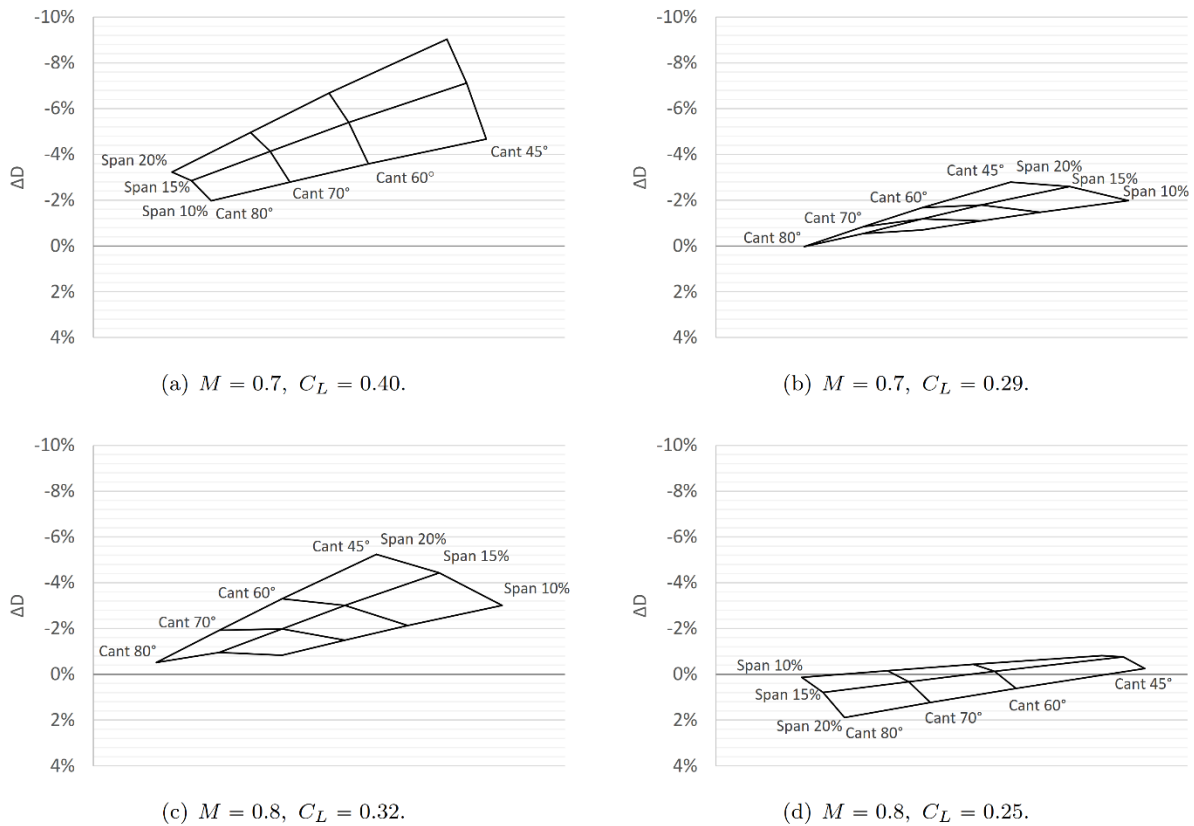 -10%
-8%
-6%
-4%
-2%
0%
2%
4%
ΔD
Span 20%
Span 15%
Span 10%
Cant 80°
Cant 70°
Cant 60°
Cant 45°
(a) M = 0.7, C_L = 0.40.
-10%
-8%
-6%
-4%
-2%
0%
2%
4%
ΔD
Cant 45°
Span 20%
Span 15%
Span 10%
Cant 60°
Cant 70°
Cant 80°
(b) M = 0.7, C_L = 0.29.
-10%
-8%
-6%
-4%
-2%
0%
2%
4%
ΔD
Cant 45°
Span 20%
Span 15%
Span 10%
Cant 60°
Cant 70°
Cant 80°
(c) M = 0.8, C_L = 0.32.
-10%
-8%
-6%
-4%
-2%
0%
2%
4%
ΔD
Span 10%
Span 15%
Span 20%
Cant 80°
Cant 70°
Cant 60°
Cant 45°
(d) M = 0.8, C_L = 0.25.